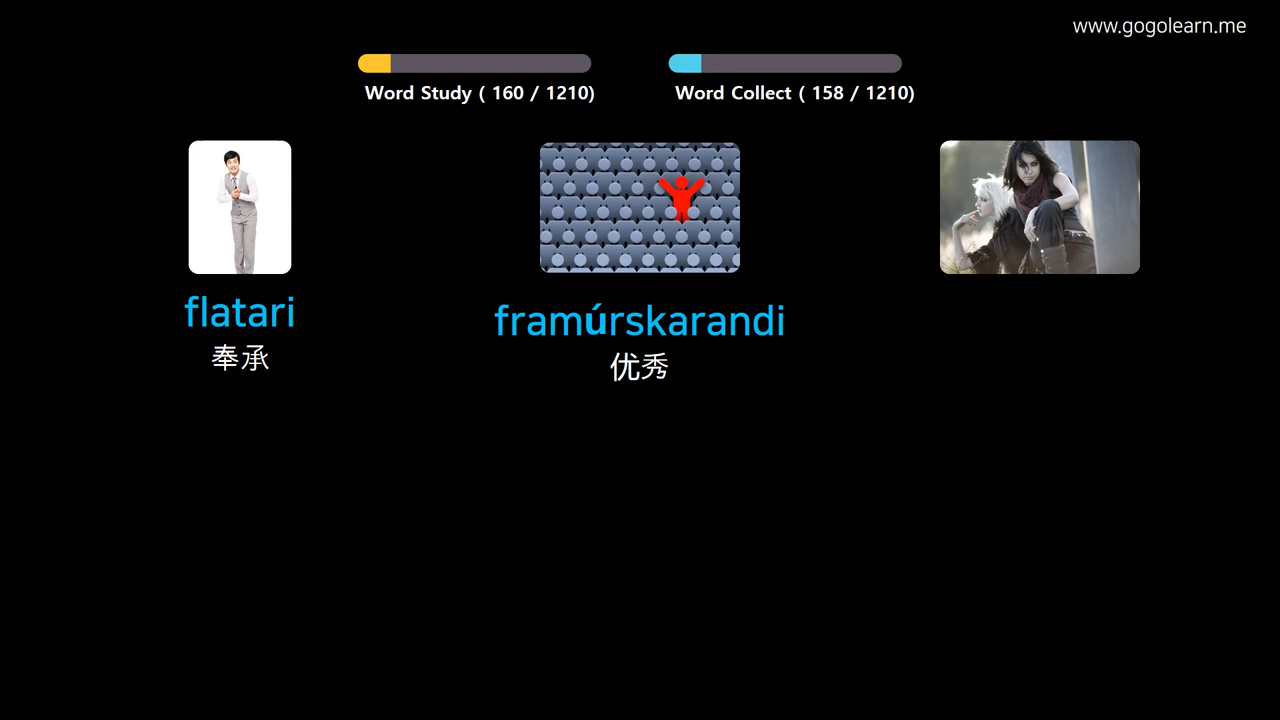 www.gogolearn.me
Word Study ( 160 / 1210)
Word Collect ( 158 / 1210)
flatari
奉承
framúrskarandi
优秀